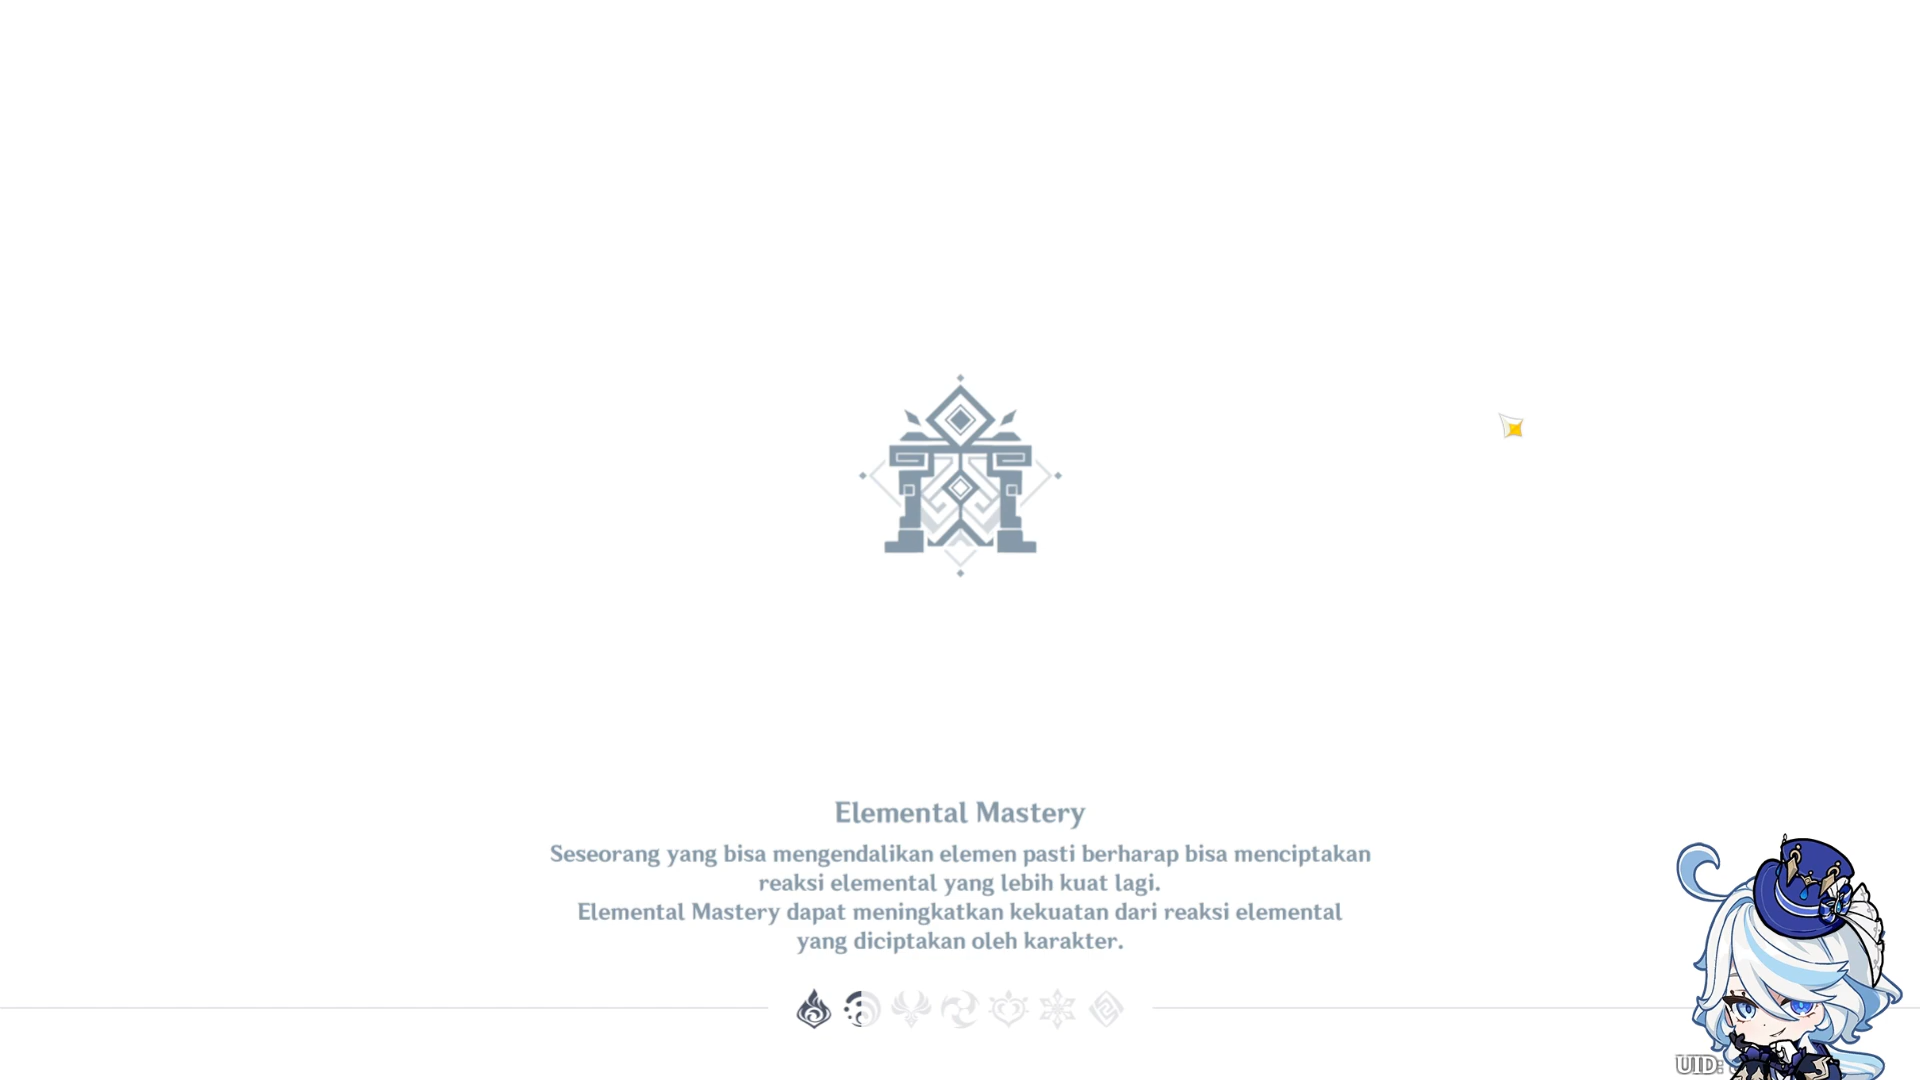 Elemental Mastery
Seseorang yang bisa mengendalikan elemen pasti berharap bisa menciptakan
reaksi elemental yang lebih kuat lagi.
Elemental Mastery dapat meningkatkan kekuatan dari reaksi elemental
yang diciptakan oleh karakter.
UID: